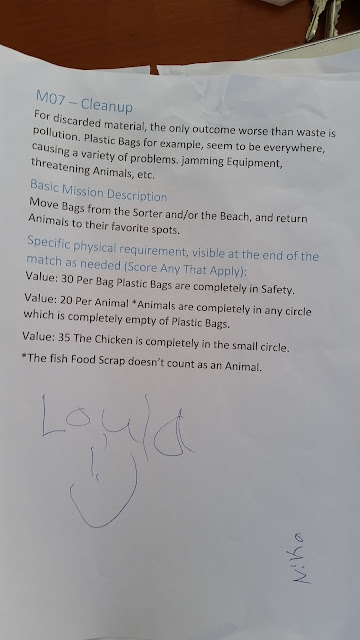 M07 – Cleanup
For discarded material, the only outcome worse than waste is
pollution. Plastic Bags for example, seem to be everywhere,
causing a variety of problems. jamming Equipment,
threatening Animals, etc.
Basic Mission Description
Move Bags from the Sorter and/or the Beach, and return
Animals to their favorite spots.
Specific physical requirement, visible at the end of the
match as needed (Score Any That Apply):
Value: 30 Per Bag Plastic Bags are completely in Safety.
Value: 20 Per Animal *Animals are completely in any circle
which is completely empty of Plastic Bags.
Value: 35 The Chicken is completely in the small circle.
*The fish Food Scrap doesn’t count as an Animal.
Niko